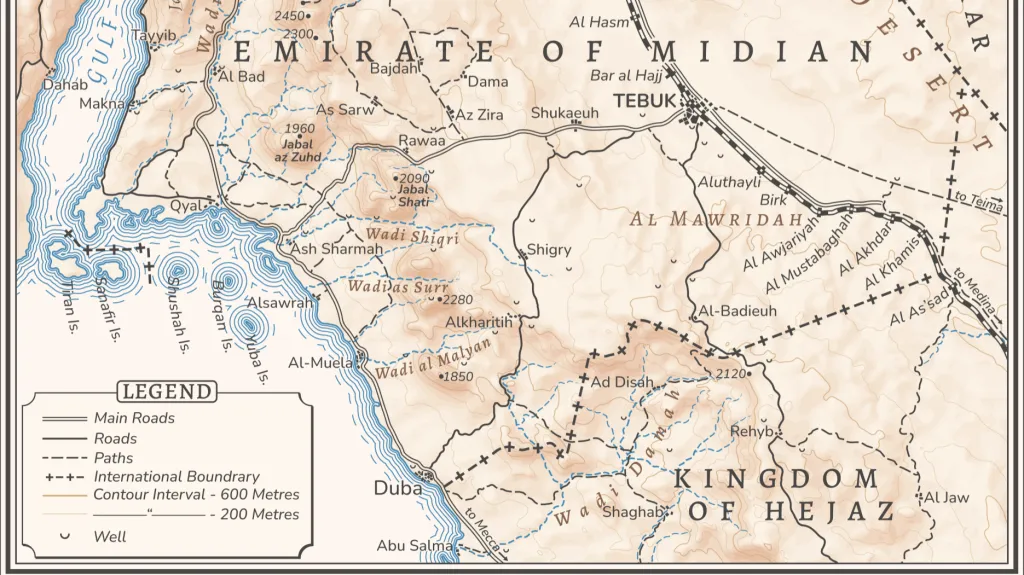 2450
2300
Tayyib
GULF
Wadi
Al Hasm
DESERT
AR
EMIRATE OF MIDIAN
Dahab
Makna
Al Bad
Bajdah
Dama
Bar al Hajj
TEBUK
As Sarw
Az Zira
Shukaeuh
1960
Jabal
az Zuhd
Rawaa
2090
Jabal
Shati
Aluthayli
Birk
to Teima
Qyal
Al Mawridah
Wadi Shiqri
Ash Sharmah
Shigry
Al Awlariyah
Al Mustabaghah
Al Akhdar
Al Khamis
Al As'sad
to Medina
Tiran Is.
Sanafir Is.
Shushah Is.
Burqan Is.
Yuba Is.
Alsawrah
Wadi as Surr
2280
Alkharitih
Al-Badieuh
Al-Muela
Wadi al Malyan
1850
Ad Disah
2120
LEGEND
Main Roads
Roads
Paths
International Boundrary
Contour Interval - 600 Metres
“ - 200 Metres
Well
Rehyb
Wadi Damah
KINGDOM
OF HEJAZ
Duba
to Mecca
Shaghab
Al Jaw
Abu Salma